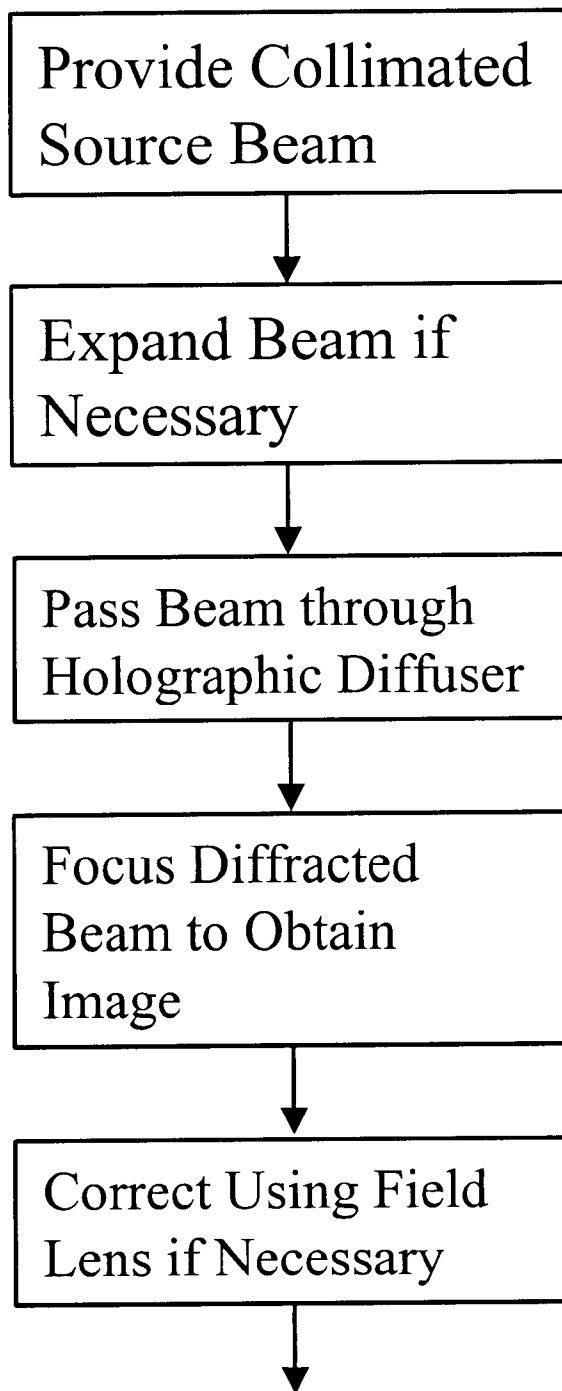 Provide Collimated
Source Beam
Expand Beam if
Necessary
Pass Beam through
Holographic Diffuser
Focus Diffracted
Beam to Obtain
Image
Correct Using Field
Lens if Necessary